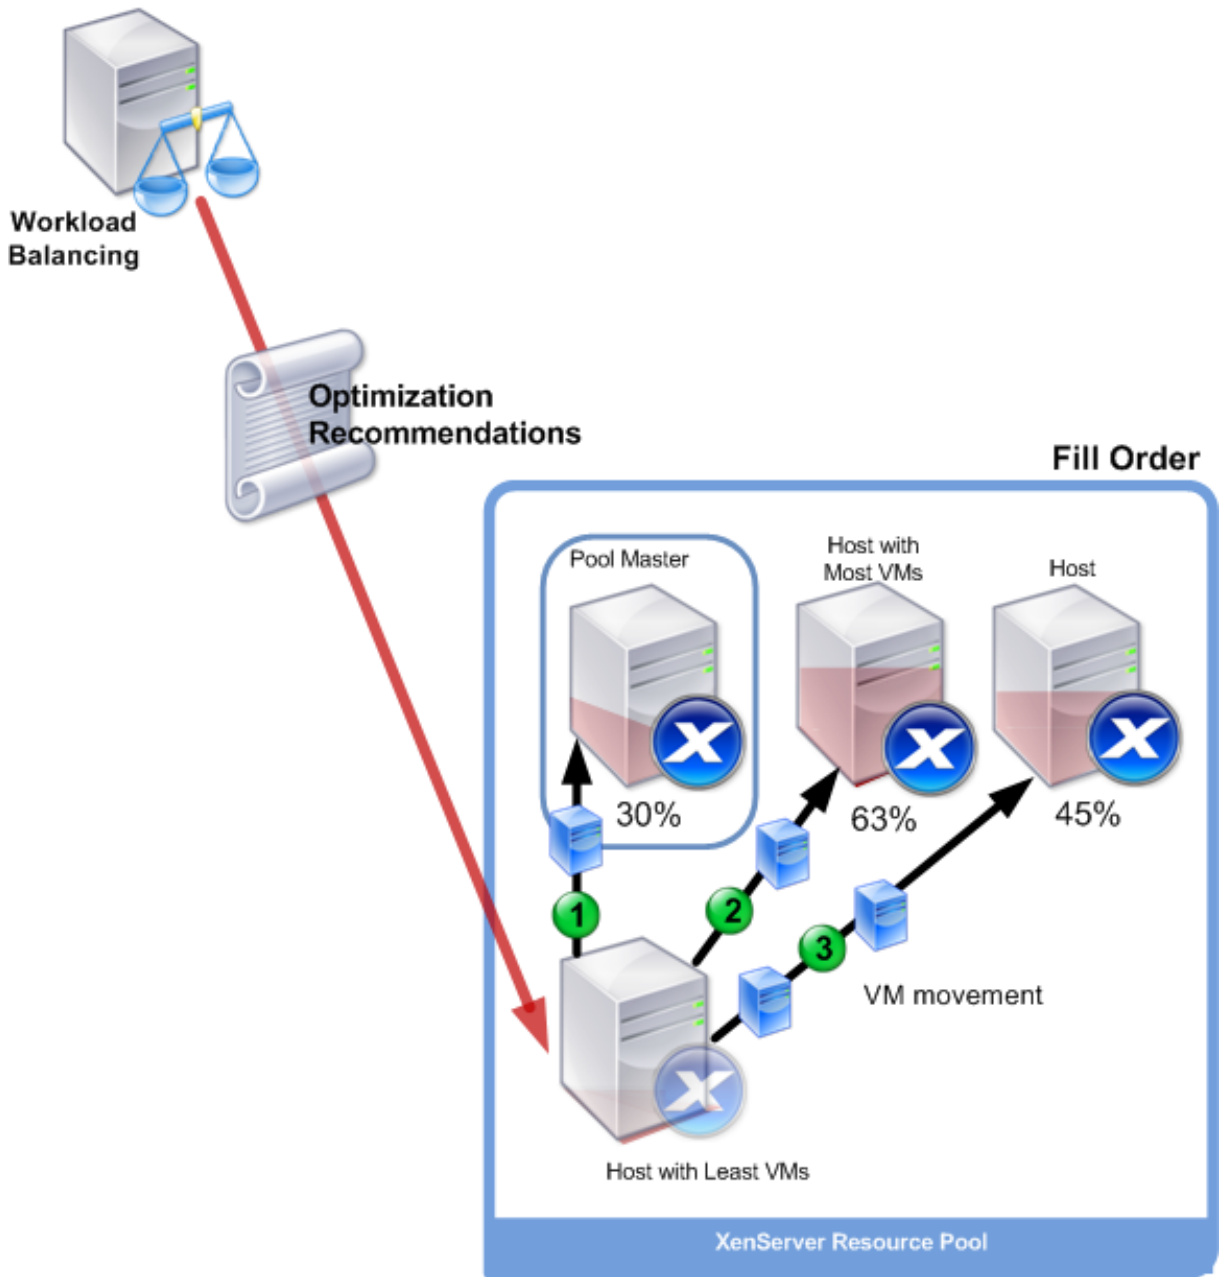 Workload
Balancing
Optimization
Recommendations
Fill Order
Pool Master
Host with
Most VMs
Host
30%
63%
45%
1
2
3
VM movement
Host with Least VMs
XenServer Resource Pool